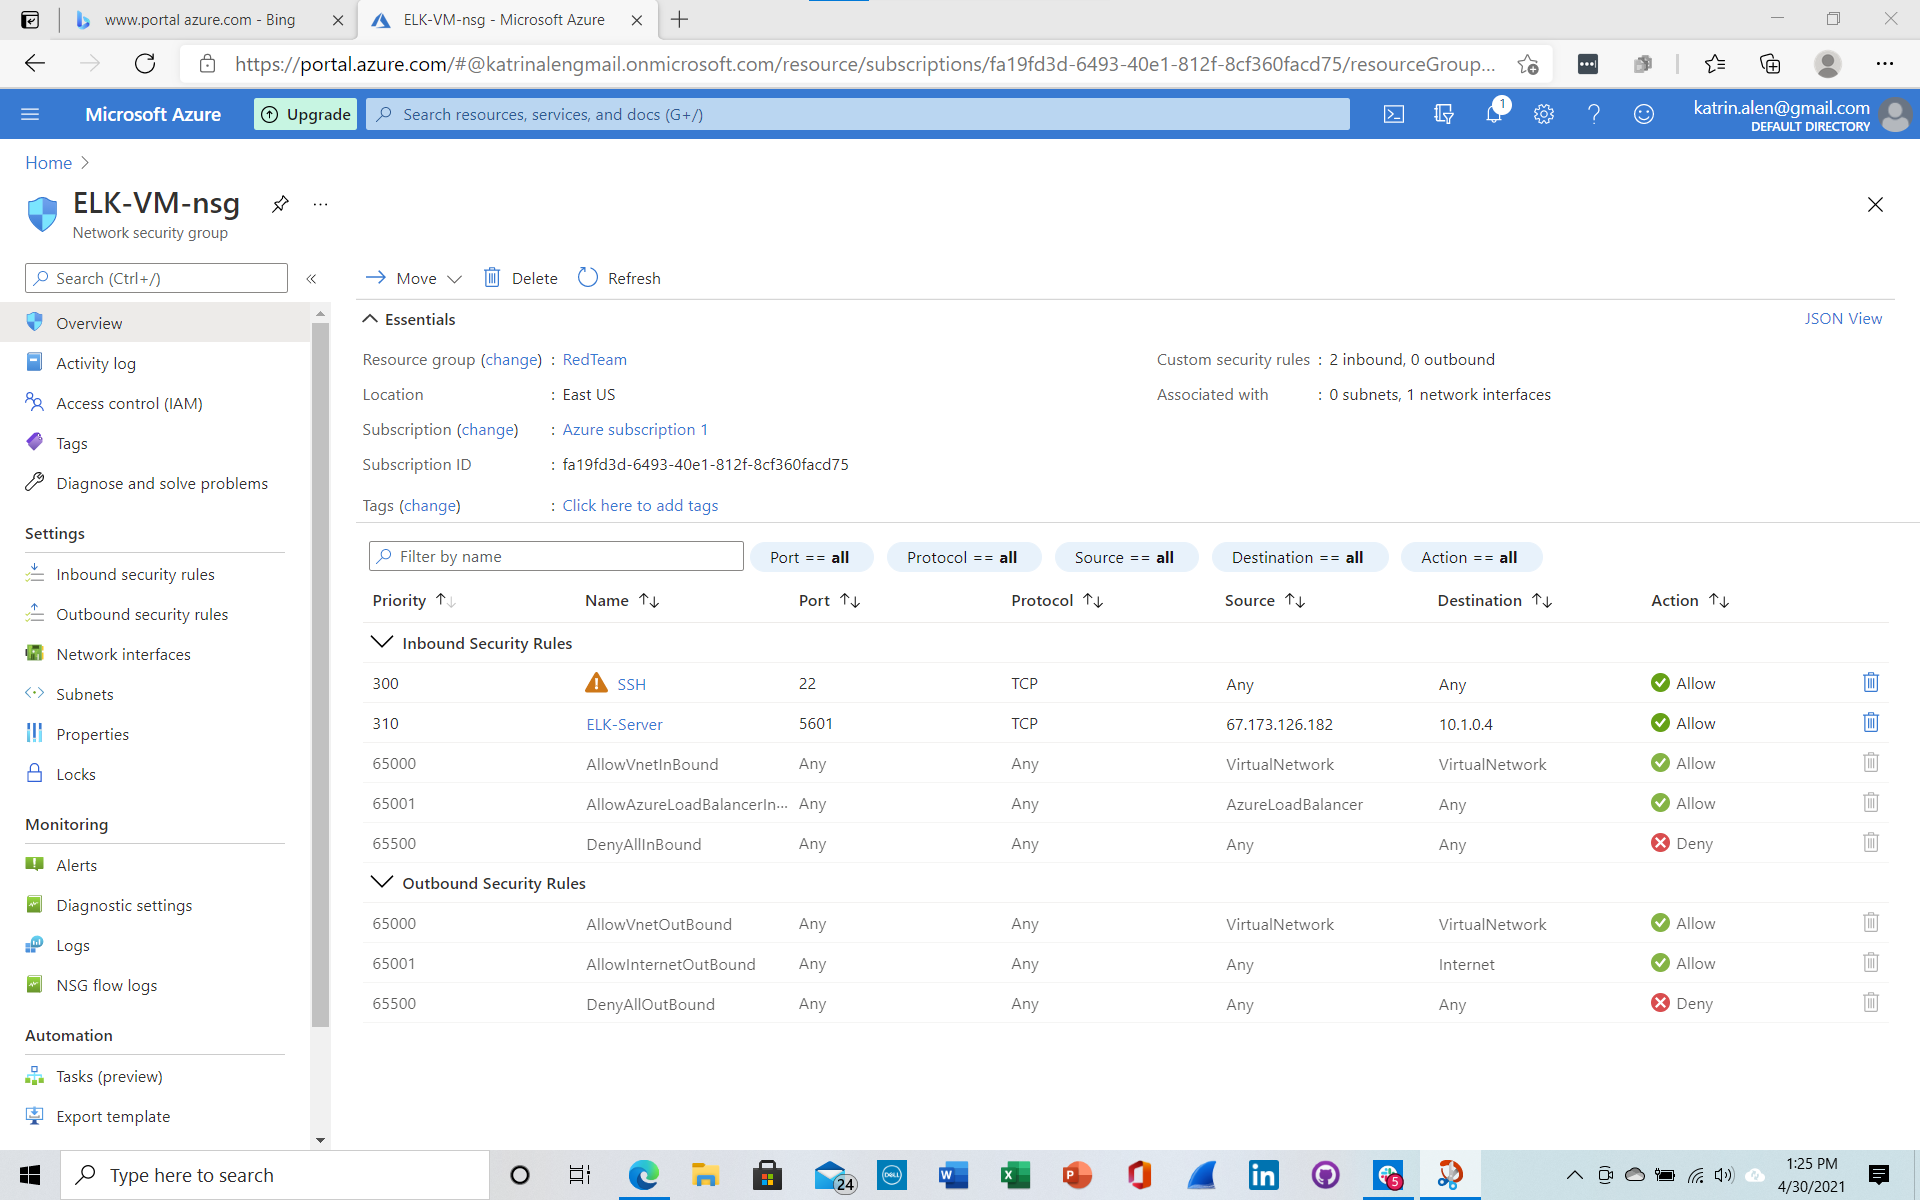 www.portal azure.com - Bing
ELK-VM-nsg - Microsoft Azure
https://portal.azure.com/#@katrinalengmail.onmicrosoft.com/resource/subscriptions/fa19fd3d-6493-40e1-812f-8cf360facd75/resourceGroup...
Microsoft Azure
Upgrade
Search resources, services, and docs (G+/)
1
katrin.alen@gmail.com
DEFAULT DIRECTORY
Home
ELK-VM-nsg
Network security group
Search (Ctrl+/)
Overview
Activity log
Access control (IAM)
Tags
Diagnose and solve problems
Settings
Inbound security rules
Outbound security rules
Network interfaces
Subnets
Properties
Locks
Monitoring
Alerts
Diagnostic settings
Logs
NSG flow logs
Automation
Tasks (preview)
Export template
Move
Delete
Refresh
Essentials
JSON View
Resource group (change) : RedTeam
Location : East US
Subscription (change) : Azure subscription 1
Subscription ID : fa19fd3d-6493-40e1-812f-8cf360facd75
Tags (change) : Click here to add tags
Custom security rules : 2 inbound, 0 outbound
Associated with : 0 subnets, 1 network interfaces
Filter by name
Port == all
Protocol == all
Source == all
Destination == all
Action == all
Priority Name Port Protocol Source Destination Action
Inbound Security Rules
300 SSH 22 TCP Any Any Allow
310 ELK-Server 5601 TCP 67.173.126.182 10.1.0.4 Allow
65000 AllowVnetInBound Any Any VirtualNetwork VirtualNetwork Allow
65001 AllowAzureLoadBalancerIn... Any Any AzureLoadBalancer Any Allow
65500 DenyAllInBound Any Any Any Any Deny
Outbound Security Rules
65000 AllowVnetOutBound Any Any VirtualNetwork VirtualNetwork Allow
65001 AllowInternetOutBound Any Any Any Internet Allow
65500 DenyAllOutBound Any Any Any Any Deny
Type here to search
24
DELL
5
1:25 PM
4/30/2021